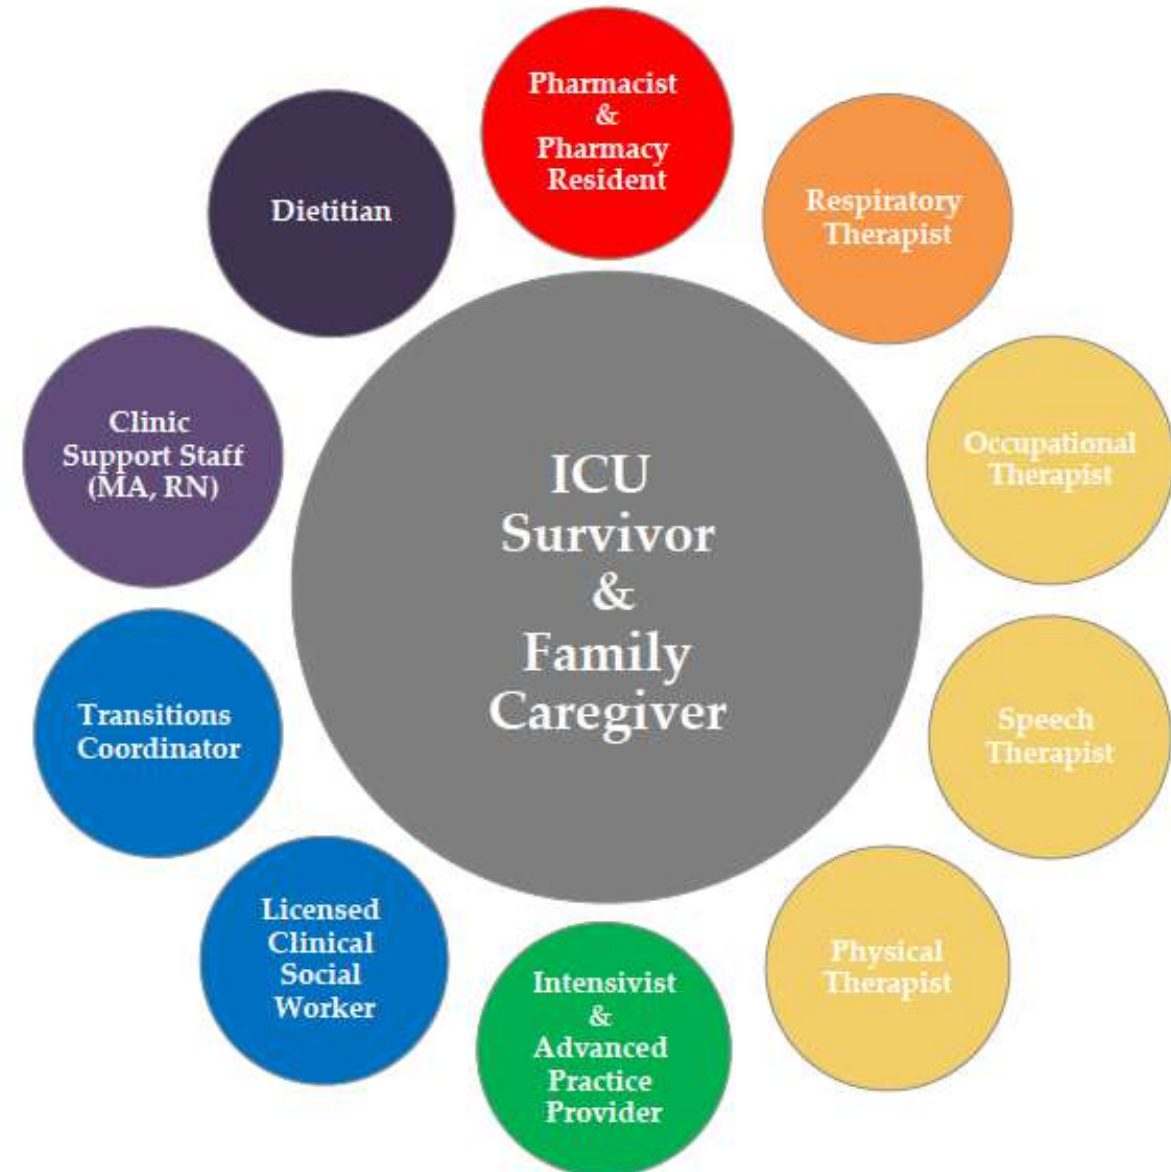 Pharmacist
&
Pharmacy
Resident
Respiratory
Therapist
Occupational
Therapist
Speech
Therapist
Physical
Therapist
Intensivist
&
Advanced
Practice
Provider
Licensed
Clinical
Social
Worker
Transitions
Coordinator
Clinic
Support Staff
(MA, RN)
Dietitian
ICU
Survivor
&
Family
Caregiver